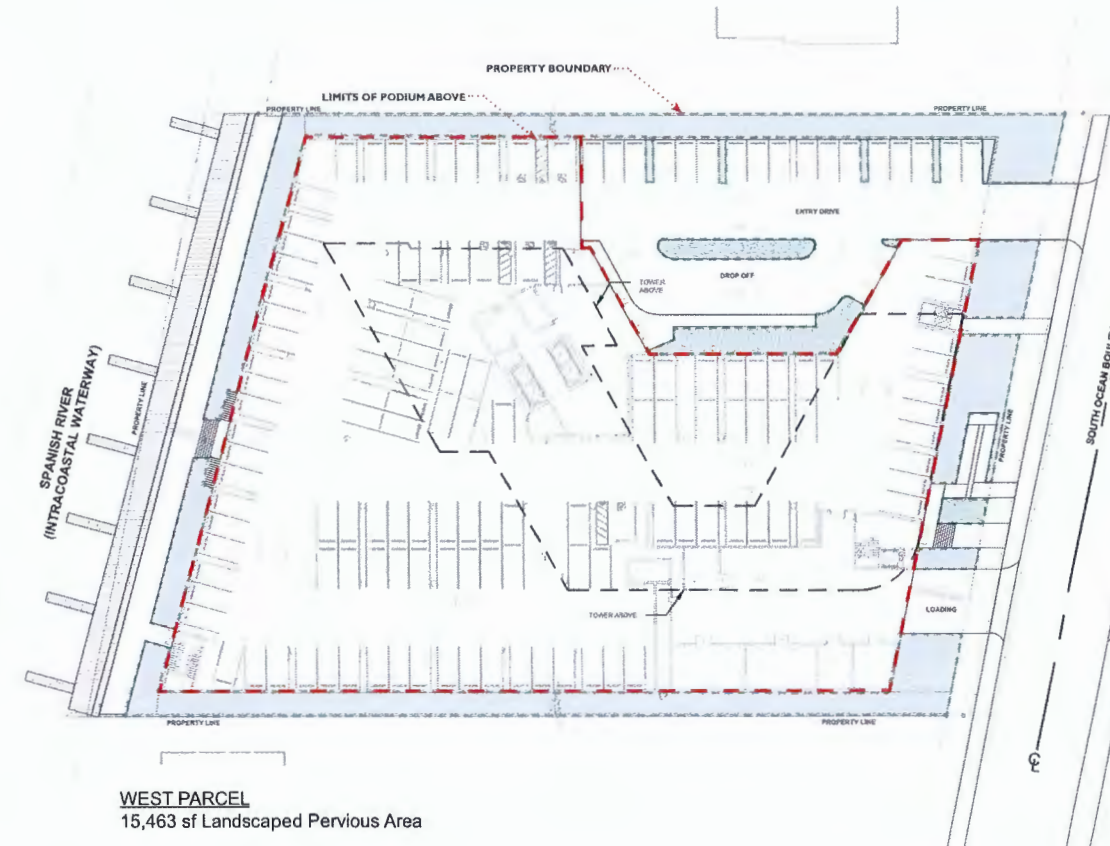 PROPERTY BOUNDARY
LIMITS OF PODIUM ABOVE
PROPERTY LINE
PROPERTY LINE
ENTRY DRIVE
DROP OFF
TOWER
ABOVE
SPANISH RIVER
(INTRACOASTAL WATERWAY)
PROPERTY LINE
PROPERTY LINE
SOUTH OCEAN
LOADING
TOWER ABOVE
PROPERTY LINE
PROPERTY LINE
WEST PARCEL
15,463 sf Landscaped Pervious Area